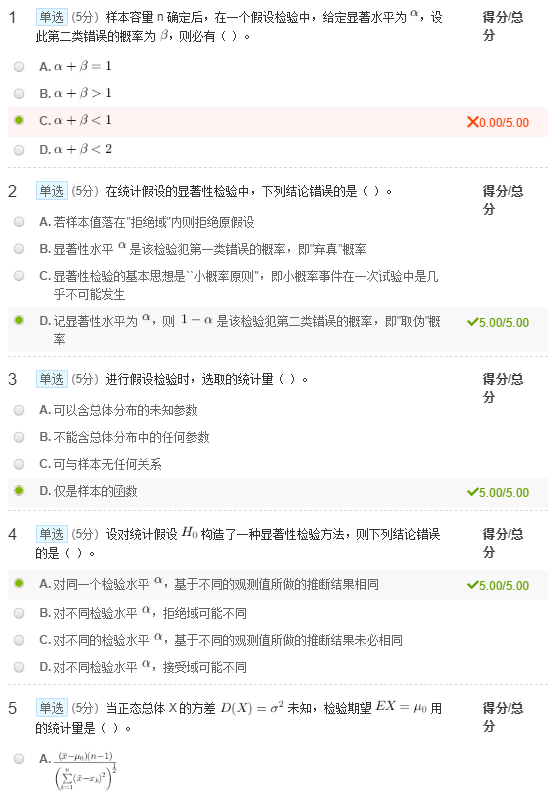 1 单选 (5分) 样本容量 n 确定后，在一个假设检验中，给定显著水平为 α，设 得分/总
此第二类错误的概率为 β，则必有（ ）。 分
A. α + β = 1
B. α + β > 1
C. α + β < 1 ✘0.00/5.00
D. α + β < 2
2 单选 (5分) 在统计假设的显著性检验中，下列结论错误的是（ ）。 得分/总
分
A. 若样本值落在"拒绝域"内则拒绝原假设
B. 显著性水平 α 是该检验犯第一类错误的概率，即"弃真"概率
C. 显著性检验的基本思想是``小概率原则"，即小概率事件在一次试验中是几
乎不可能发生
D. 记显著性水平为 α，则 1 − α 是该检验犯第二类错误的概率，即"取伪"概 ✔5.00/5.00
率
3 单选 (5分) 进行假设检验时，选取的统计量（ ）。 得分/总
分
A. 可以含总体分布的未知参数
B. 不能含总体分布中的任何参数
C. 可与样本无任何关系
D. 仅是样本的函数 ✔5.00/5.00
4 单选 (5分) 设对统计假设 H₀ 构造了一种显著性检验方法，则下列结论错误 得分/总
的是（ ）。 分
A. 对同一个检验水平 α，基于不同的观测值所做的推断结果相同 ✔5.00/5.00
B. 对不同检验水平 α，拒绝域可能不同
C. 对不同的检验水平 α，基于不同的观测值所做的推断结果未必相同
D. 对不同检验水平 α，接受域可能不同
5 单选 (5分) 当正态总体 X 的方差 D(X) = σ² 未知，检验期望 EX = μ₀ 用 得分/总
的统计量是（ ）。 分
A. (x̄−μ₀)(n−1) / (∑ₖ₌₁ⁿ(x̄−xₖ)²)^(1/2)